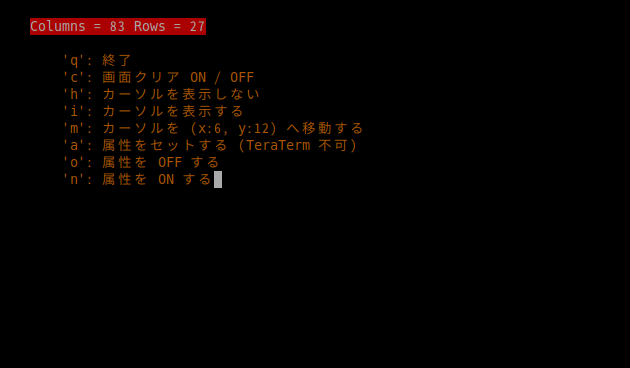 Columns = 83 Rows = 27
'q': 終了
'c': 画面クリア ON / OFF
'h': カーソルを表示しない
'i': カーソルを表示する
'm': カーソルを (x:6, y:12) へ移動する
'a': 属性をセットする (TeraTerm 不可)
'o': 属性を OFF する
'n': 属性を ON する